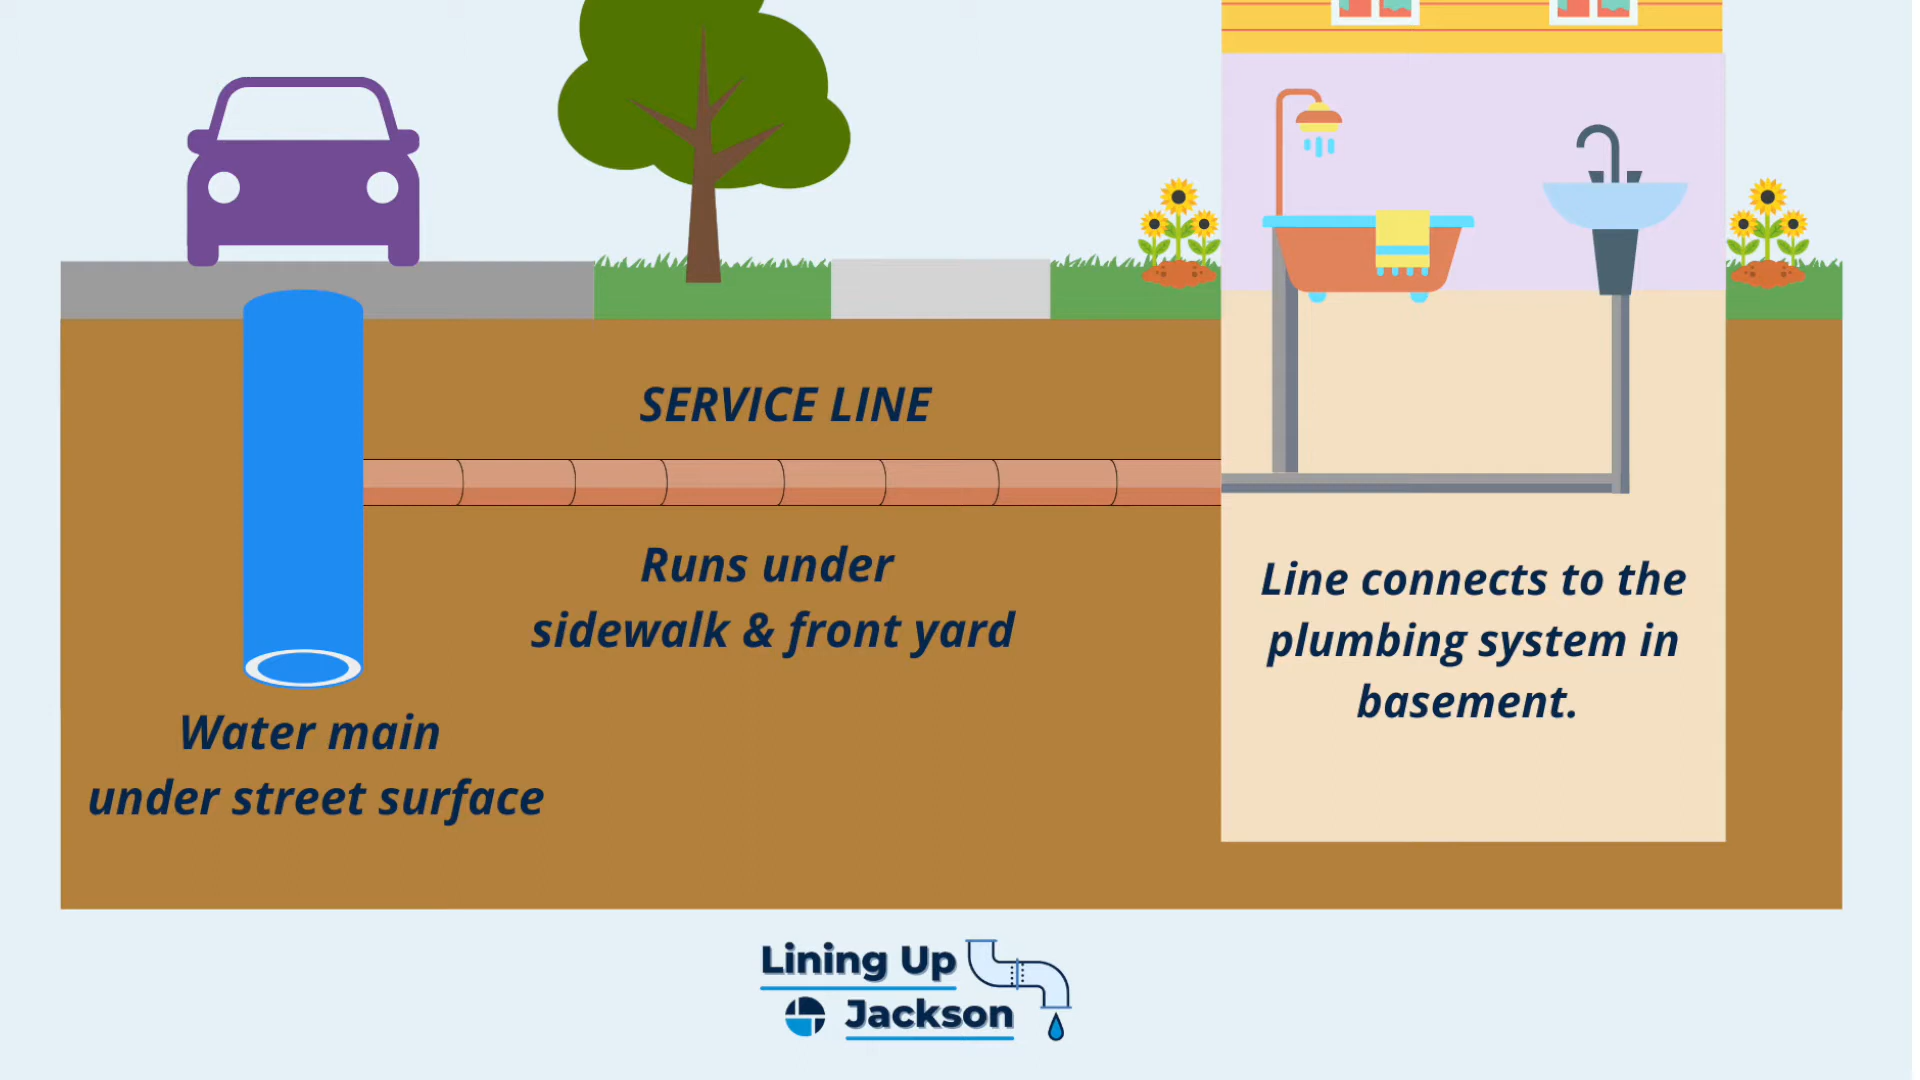 SERVICE LINE
Runs under
sidewalk & front yard
Water main
under street surface
Line connects to the
plumbing system in
basement.
Lining Up
Jackson